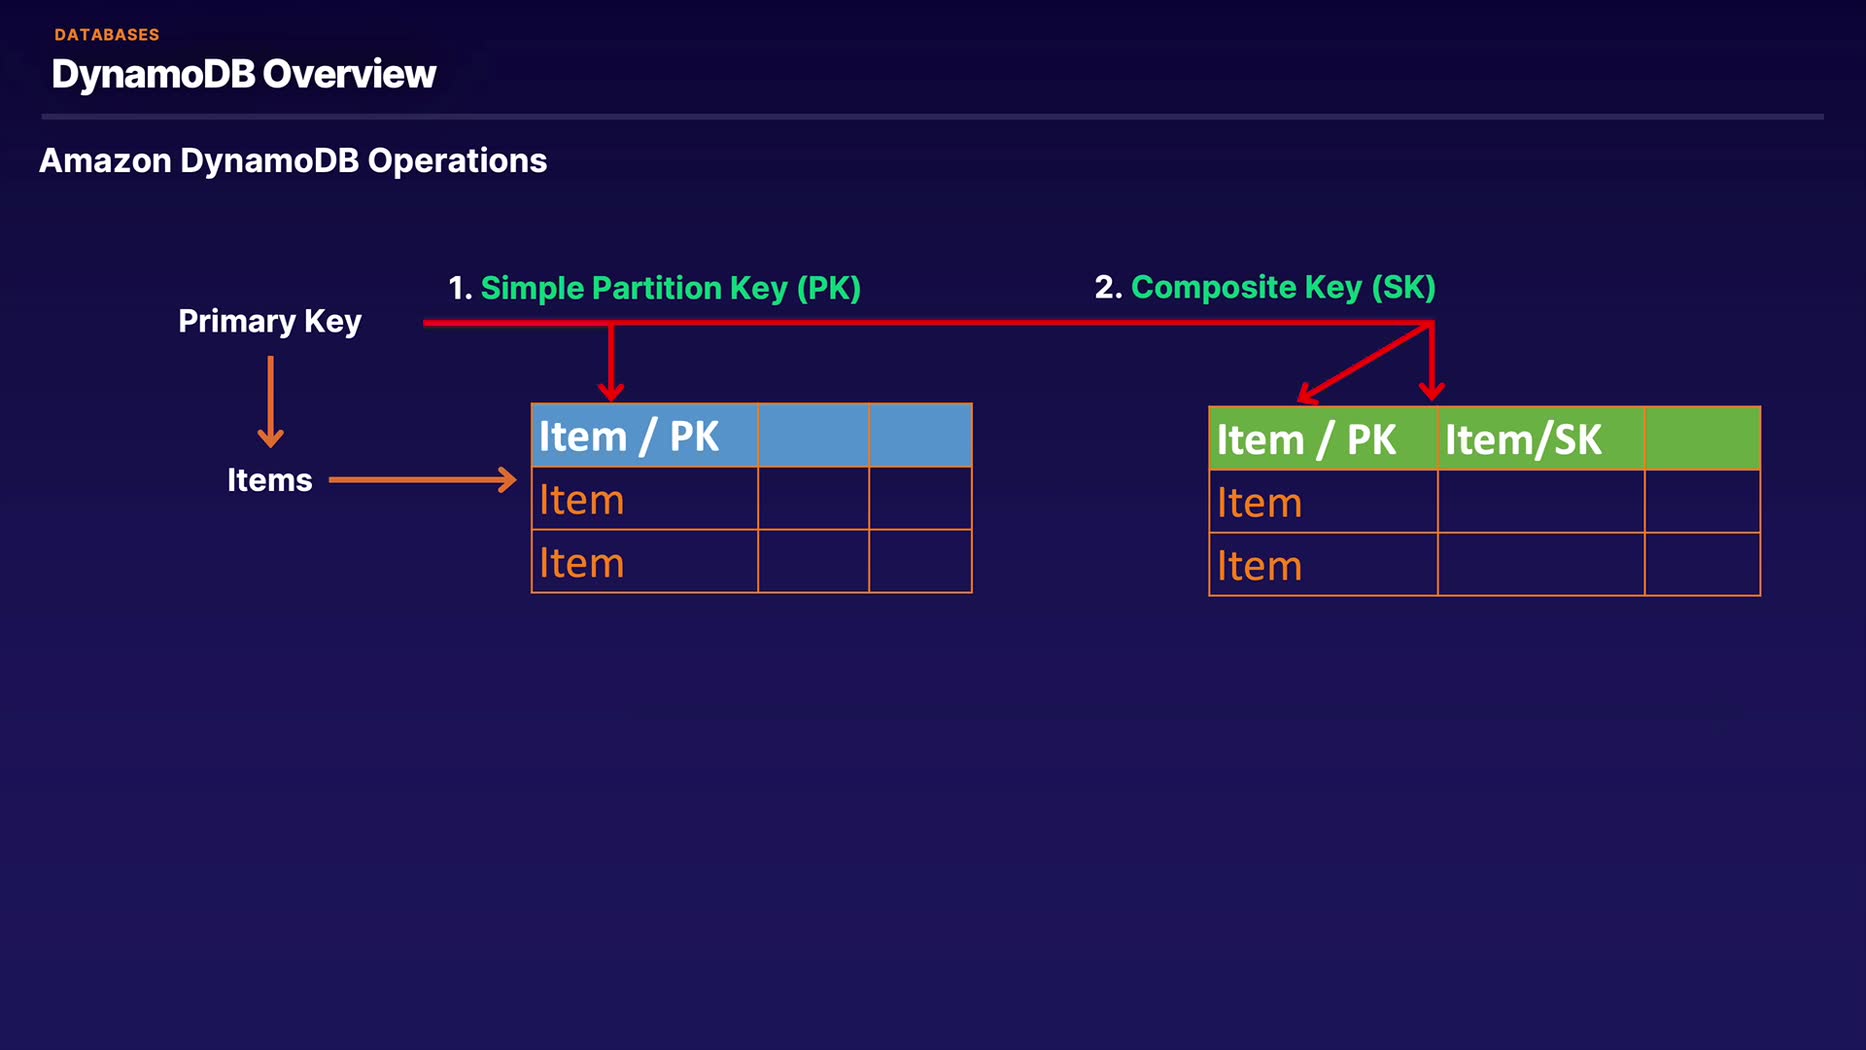 DATABASES
DynamoDB Overview
Amazon DynamoDB Operations
Primary Key
Items
1. Simple Partition Key (PK)
Item / PK
Item
Item
2. Composite Key (SK)
Item / PK Item/SK
Item
Item